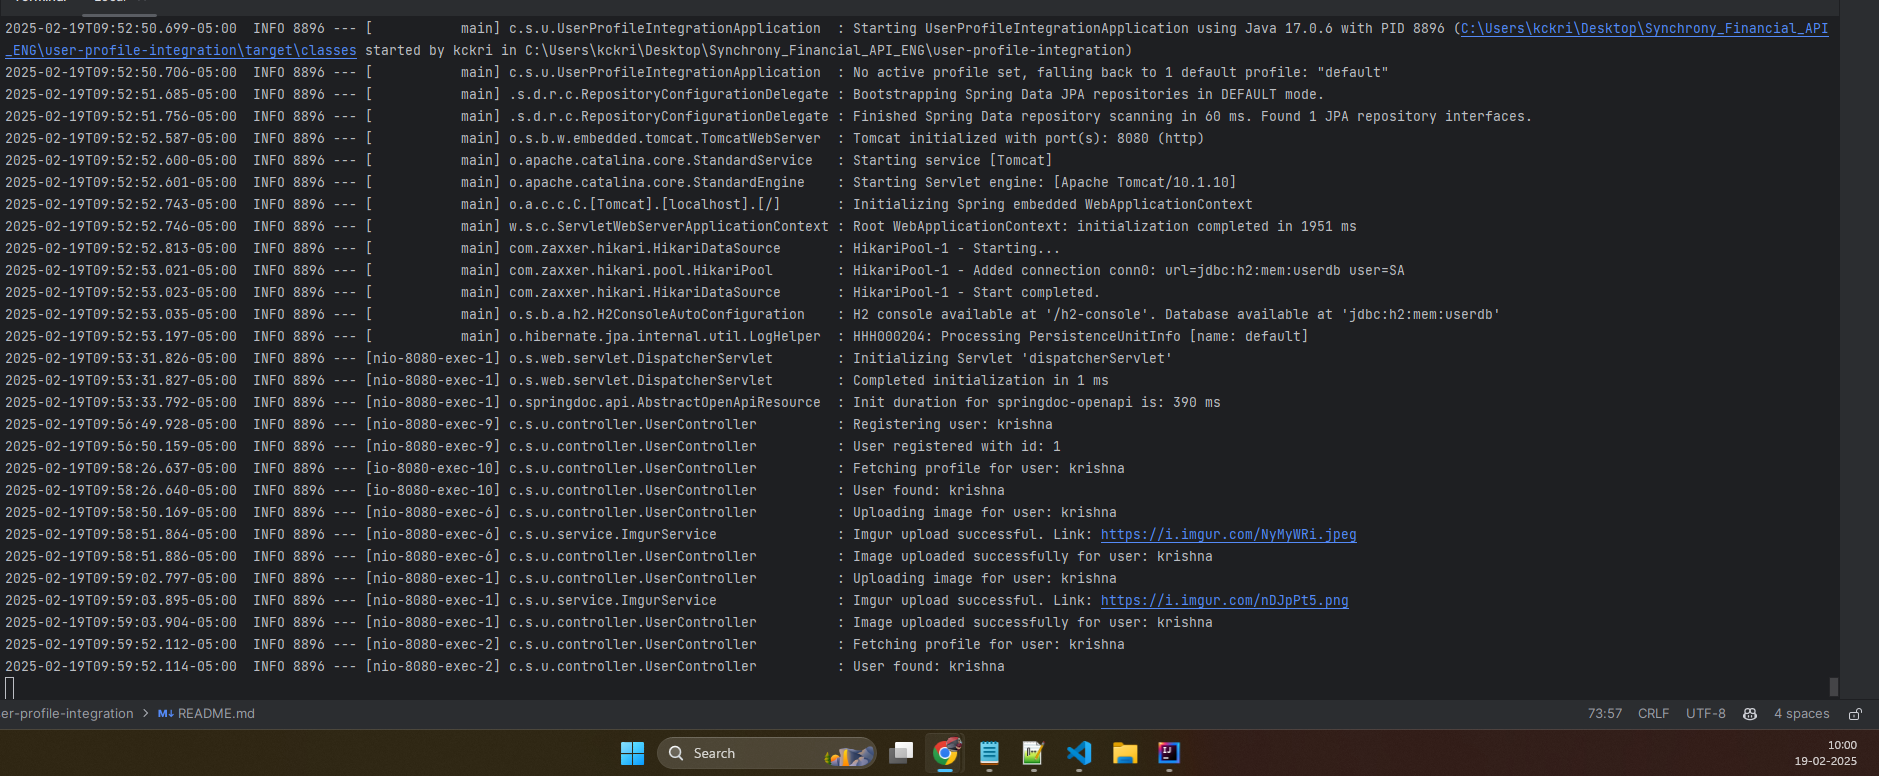 2025-02-19T09:52:50.699-05:00  INFO 8896 --- [           main] c.s.u.UserProfileIntegrationApplication  : Starting UserProfileIntegrationApplication using Java 17.0.6 with PID 8896 (C:\Users\kckri\Desktop\Synchrony_Financial_API
_ENG\user-profile-integration\target\classes started by kckri in C:\Users\kckri\Desktop\Synchrony_Financial_API_ENG\user-profile-integration)
2025-02-19T09:52:50.706-05:00  INFO 8896 --- [           main] c.s.u.UserProfileIntegrationApplication  : No active profile set, falling back to 1 default profile: "default"
2025-02-19T09:52:51.685-05:00  INFO 8896 --- [           main] .s.d.r.c.RepositoryConfigurationDelegate : Bootstrapping Spring Data JPA repositories in DEFAULT mode.
2025-02-19T09:52:51.756-05:00  INFO 8896 --- [           main] .s.d.r.c.RepositoryConfigurationDelegate : Finished Spring Data repository scanning in 60 ms. Found 1 JPA repository interfaces.
2025-02-19T09:52:52.587-05:00  INFO 8896 --- [           main] o.s.b.w.embedded.tomcat.TomcatWebServer  : Tomcat initialized with port(s): 8080 (http)
2025-02-19T09:52:52.600-05:00  INFO 8896 --- [           main] o.apache.catalina.core.StandardService   : Starting service [Tomcat]
2025-02-19T09:52:52.601-05:00  INFO 8896 --- [           main] o.apache.catalina.core.StandardEngine    : Starting Servlet engine: [Apache Tomcat/10.1.10]
2025-02-19T09:52:52.743-05:00  INFO 8896 --- [           main] o.a.c.c.C.[Tomcat].[localhost].[/]       : Initializing Spring embedded WebApplicationContext
2025-02-19T09:52:52.746-05:00  INFO 8896 --- [           main] w.s.c.ServletWebServerApplicationContext : Root WebApplicationContext: initialization completed in 1951 ms
2025-02-19T09:52:52.813-05:00  INFO 8896 --- [           main] com.zaxxer.hikari.HikariDataSource       : HikariPool-1 - Starting...
2025-02-19T09:52:53.021-05:00  INFO 8896 --- [           main] com.zaxxer.hikari.pool.HikariPool        : HikariPool-1 - Added connection conn0: url=jdbc:h2:mem:userdb user=SA
2025-02-19T09:52:53.023-05:00  INFO 8896 --- [           main] com.zaxxer.hikari.HikariDataSource       : HikariPool-1 - Start completed.
2025-02-19T09:52:53.035-05:00  INFO 8896 --- [           main] o.s.b.a.h2.H2ConsoleAutoConfiguration    : H2 console available at '/h2-console'. Database available at 'jdbc:h2:mem:userdb'
2025-02-19T09:52:53.197-05:00  INFO 8896 --- [           main] o.hibernate.jpa.internal.util.LogHelper  : HHH000204: Processing PersistenceUnitInfo [name: default]
2025-02-19T09:53:31.826-05:00  INFO 8896 --- [nio-8080-exec-1] o.s.web.servlet.DispatcherServlet        : Initializing Servlet 'dispatcherServlet'
2025-02-19T09:53:31.827-05:00  INFO 8896 --- [nio-8080-exec-1] o.s.web.servlet.DispatcherServlet        : Completed initialization in 1 ms
2025-02-19T09:53:33.792-05:00  INFO 8896 --- [nio-8080-exec-1] o.springdoc.api.AbstractOpenApiResource  : Init duration for springdoc-openapi is: 390 ms
2025-02-19T09:56:49.928-05:00  INFO 8896 --- [nio-8080-exec-9] c.s.u.controller.UserController          : Registering user: krishna
2025-02-19T09:56:50.159-05:00  INFO 8896 --- [nio-8080-exec-9] c.s.u.controller.UserController          : User registered with id: 1
2025-02-19T09:58:26.637-05:00  INFO 8896 --- [io-8080-exec-10] c.s.u.controller.UserController          : Fetching profile for user: krishna
2025-02-19T09:58:26.640-05:00  INFO 8896 --- [io-8080-exec-10] c.s.u.controller.UserController          : User found: krishna
2025-02-19T09:58:50.169-05:00  INFO 8896 --- [nio-8080-exec-6] c.s.u.controller.UserController          : Uploading image for user: krishna
2025-02-19T09:58:51.864-05:00  INFO 8896 --- [nio-8080-exec-6] c.s.u.service.ImgurService               : Imgur upload successful. Link: https://i.imgur.com/NyMyWRi.jpeg
2025-02-19T09:58:51.886-05:00  INFO 8896 --- [nio-8080-exec-6] c.s.u.controller.UserController          : Image uploaded successfully for user: krishna
2025-02-19T09:59:02.797-05:00  INFO 8896 --- [nio-8080-exec-1] c.s.u.controller.UserController          : Uploading image for user: krishna
2025-02-19T09:59:03.895-05:00  INFO 8896 --- [nio-8080-exec-1] c.s.u.service.ImgurService               : Imgur upload successful. Link: https://i.imgur.com/nDJpPt5.png
2025-02-19T09:59:03.904-05:00  INFO 8896 --- [nio-8080-exec-1] c.s.u.controller.UserController          : Image uploaded successfully for user: krishna
2025-02-19T09:59:52.112-05:00  INFO 8896 --- [nio-8080-exec-2] c.s.u.controller.UserController          : Fetching profile for user: krishna
2025-02-19T09:59:52.114-05:00  INFO 8896 --- [nio-8080-exec-2] c.s.u.controller.UserController          : User found: krishna
er-profile-integration > M↓ README.md 73:57 CRLF UTF-8 4 spaces
Search
10:00
19-02-2025